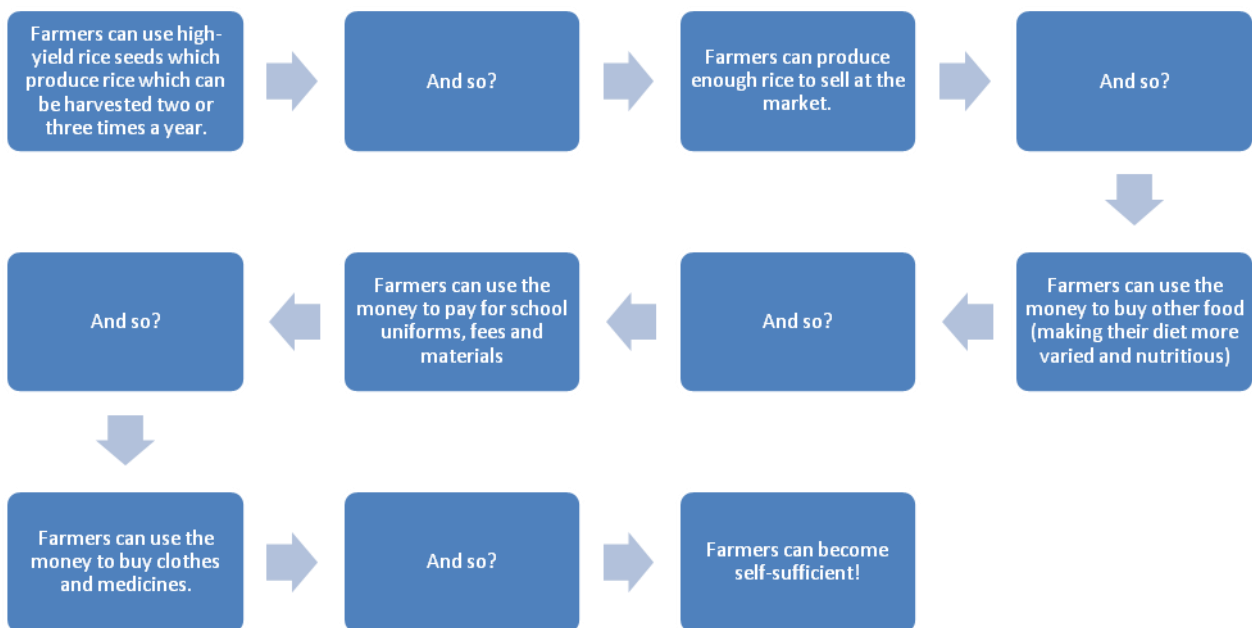 Farmers can use high-
yield rice seeds which
produce rice which can
be harvested two or
three times a year.
And so?
Farmers can produce
enough rice to sell at the
market.
And so?
Farmers can use the
money to buy other food
(making their diet more
varied and nutritious)
And so?
Farmers can use the
money to pay for school
uniforms, fees and
materials
And so?
Farmers can use the
money to buy clothes
and medicines.
And so?
Farmers can become
self-sufficient!